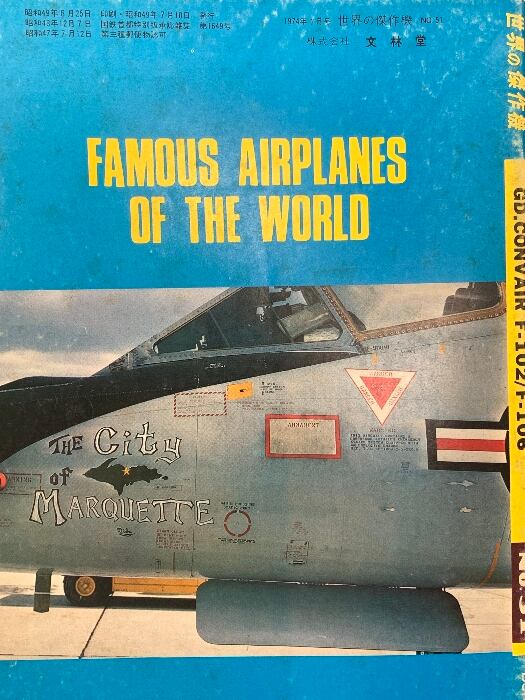 昭和49年6月25日 印刷・昭和49年7月10日 発行
昭和43年12月7日 国鉄首都特別扱承認雑誌 第1649号
昭和47年7月12日 第三種郵便物認可
1974年7月号 世界の傑作機 NO.51
株式会社 文林堂
世界の傑作機
GD.CONVAIR F-102/F-106
NO.51
FAMOUS AIRPLANES
OF THE WORLD
DANGER
ARMAMENT
WARNING
THE City
of
MARQUETTE